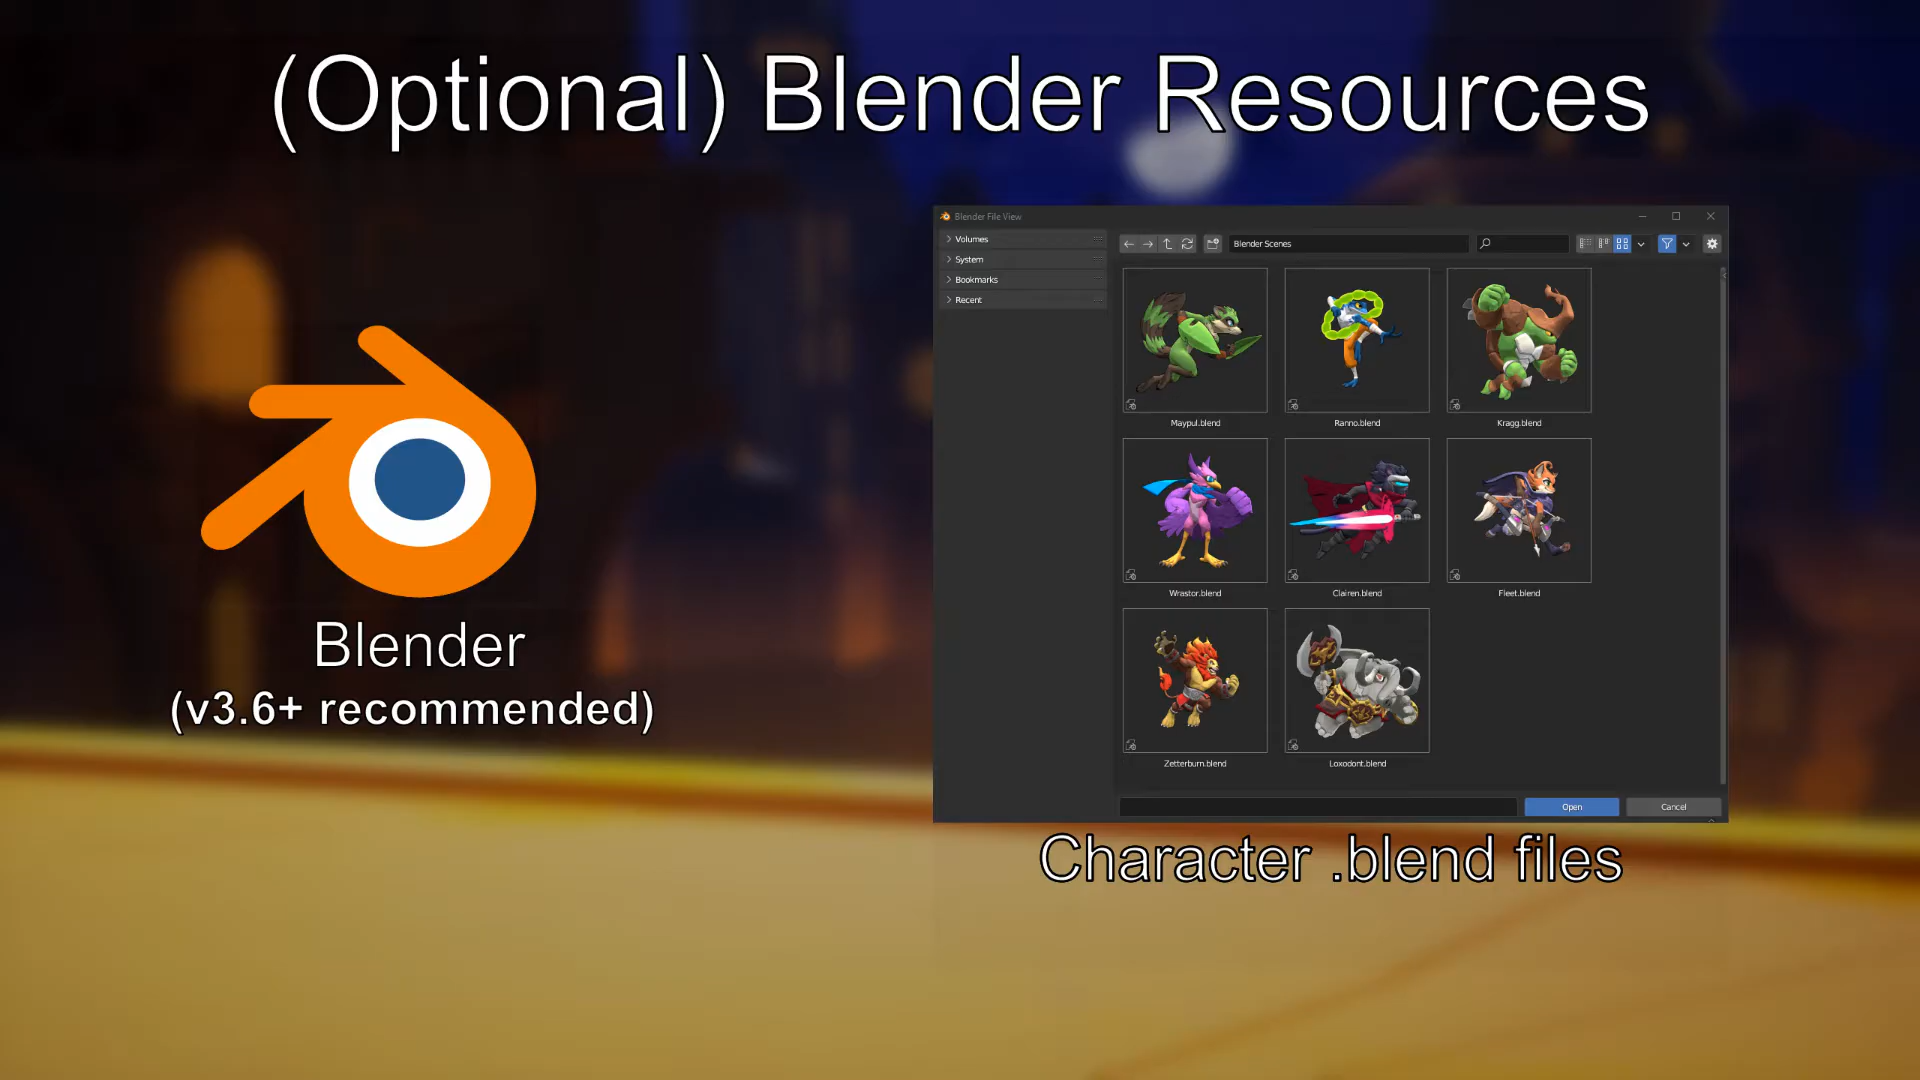 (Optional) Blender Resources
Blender
(v3.6+ recommended)
Blender File View
Volumes
System
Bookmarks
Recent
Blender Scenes
Maypul.blend
Ranno.blend
Kragg.blend
Wrastor.blend
Clairen.blend
Fleet.blend
Zetterburn.blend
Loxodont.blend
Open
Cancel
Character .blend files